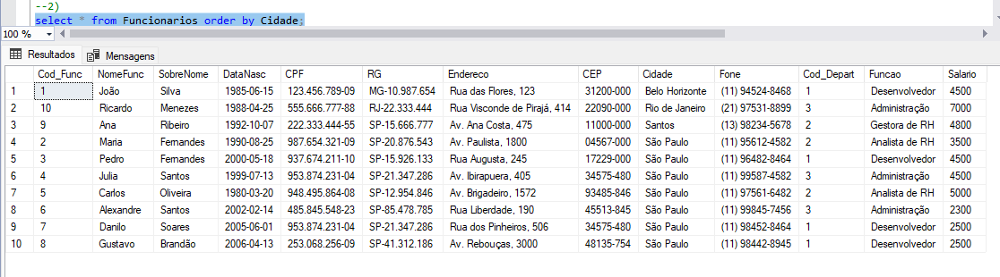 --2)
select * from Funcionarios order by Cidade;
100 %
Resultados Mensagens
Cod_Func NomeFunc SobreNome DataNasc CPF RG Endereco CEP Cidade Fone Cod_Depart Funcao Salario
1 1 João Silva 1985-06-15 123.456.789-09 MG-10.987.654 Rua das Flores, 123 31200-000 Belo Horizonte (11) 94524-8468 1 Desenvolvedor 4500
2 10 Ricardo Menezes 1988-04-25 555.666.777-88 RJ-22.333.444 Rua Visconde de Pirajá, 414 22090-000 Rio de Janeiro (21) 97531-8899 3 Administração 7000
3 9 Ana Ribeiro 1992-10-07 222.333.444-55 SP-15.666.777 Av. Ana Costa, 475 11000-000 Santos (13) 98234-5678 2 Gestora de RH 4800
4 2 Maria Fernandes 1990-08-25 987.654.321-09 SP-20.876.543 Av. Paulista, 1800 04567-000 São Paulo (11) 95612-4582 2 Analista de RH 3500
5 3 Pedro Fernandes 2000-05-18 937.674.211-10 SP-15.926.133 Rua Augusta, 245 17229-000 São Paulo (11) 96482-8464 1 Desenvolvedor 4500
6 4 Julia Santos 1999-07-13 953.874.231-04 SP-21.347.286 Av. Ibirapuera, 405 34575-480 São Paulo (11) 99587-4582 3 Administração 4500
7 5 Carlos Oliveira 1980-03-20 948.495.864-08 SP-12.954.846 Av. Brigadeiro, 1572 93485-846 São Paulo (11) 97561-6482 2 Analista de RH 5000
8 6 Alexandre Santos 2002-02-14 485.845.548-23 SP-85.478.785 Rua Liberdade, 190 45513-845 São Paulo (11) 99845-7456 3 Administração 2300
9 7 Danilo Soares 2005-06-01 953.874.231-04 SP-21.347.286 Rua dos Pinheiros, 506 34575-480 São Paulo (11) 98452-8464 1 Desenvolvedor 2500
10 8 Gustavo Brandão 2006-04-13 253.068.256-09 SP-41.312.186 Av. Rebouças, 3000 48135-754 São Paulo (11) 98442-8945 1 Desenvolvedor 2500